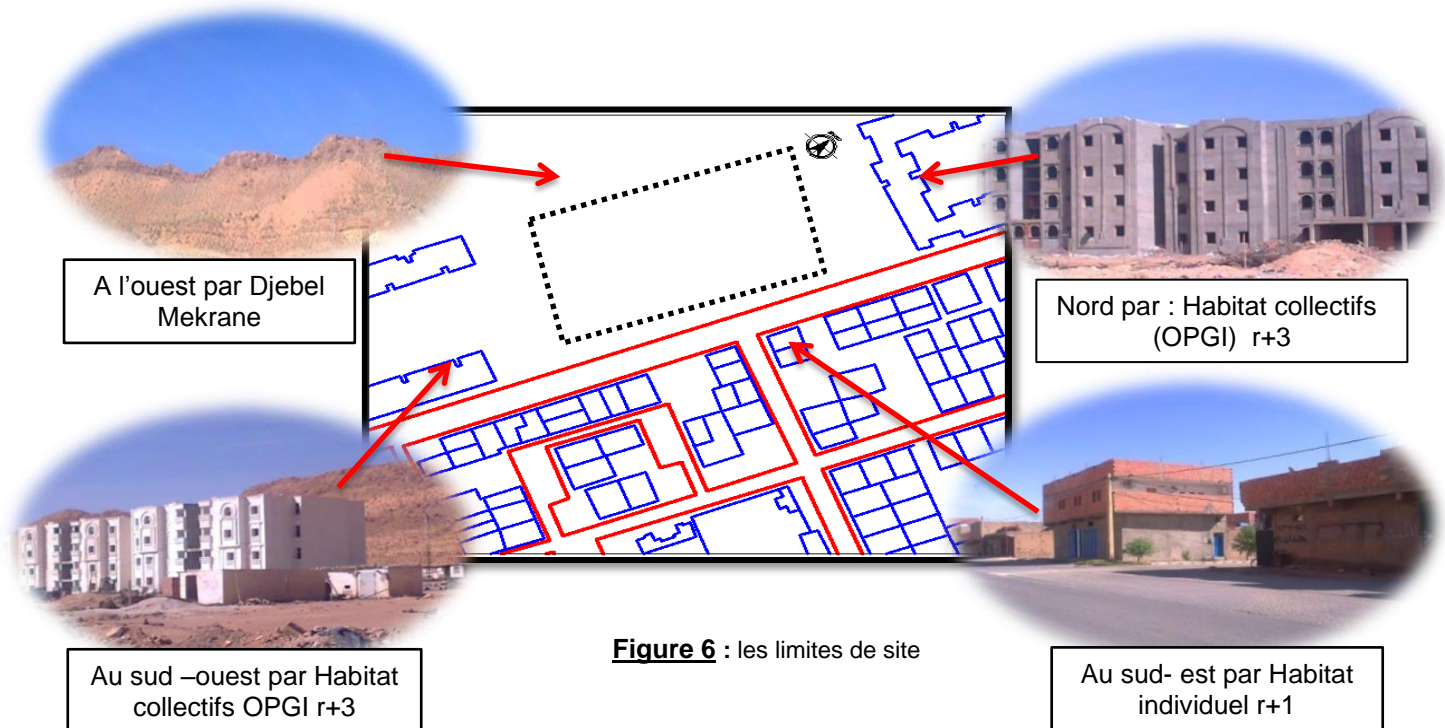 A l’ouest par Djebel
Mekrane
Nord par : Habitat collectifs
(OPGI) r+3
Figure 6 : les limites de site
Au sud –ouest par Habitat
collectifs OPGI r+3
Au sud- est par Habitat
individuel r+1